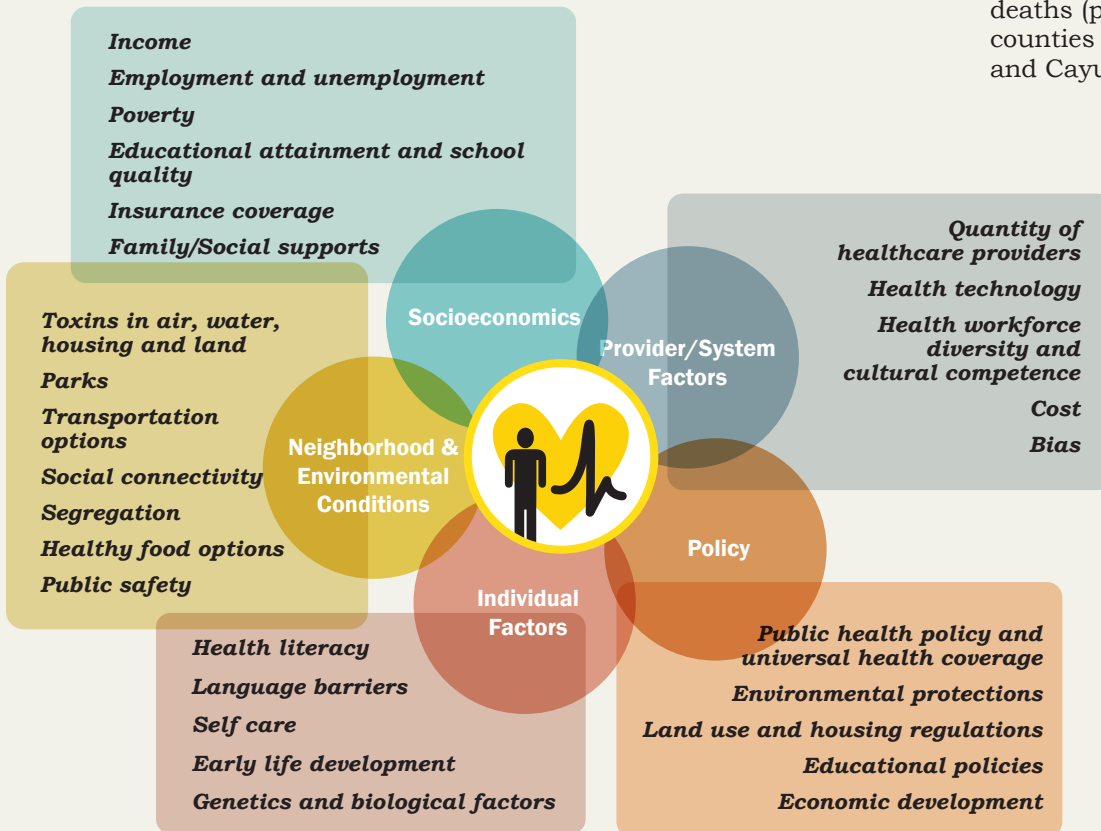 deaths (p
counties
and Cayu
Income
Employment and unemployment
Poverty
Educational attainment and school
quality
Insurance coverage
Family/Social supports
Quantity of
healthcare providers
Health technology
Health workforce
diversity and
cultural competence
Cost
Bias
Socioeconomics
Provider/System
Factors
Toxins in air, water,
housing and land
Parks
Transportation
options
Social connectivity
Segregation
Healthy food options
Public safety
Neighborhood &
Environmental
Conditions
Policy
Individual
Factors
Health literacy
Language barriers
Self care
Early life development
Genetics and biological factors
Public health policy and
universal health coverage
Environmental protections
Land use and housing regulations
Educational policies
Economic development